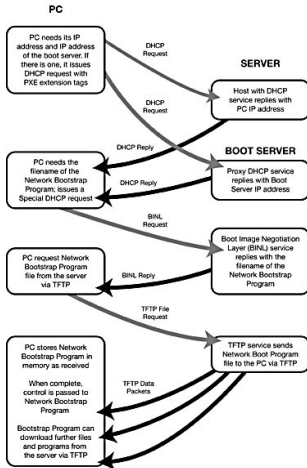 PC
PC needs its IP
address and IP address
of the boot server. If
there is one, it issues
DHCP request with
PXE extension tags
DHCP
Request
SERVER
Host with DHCP
service replies with
PC IP address
DHCP
Request
DHCP Reply
BOOT SERVER
Proxy DHCP service
replies with Boot
Server IP address
DHCP Reply
PC needs the
filename of the
Network Bootstrap
Program; issues a
Special DHCP request
BINL
Request
Boot Image Negotiation
Layer (BINL) service
replies with the
filename of the Network
Bootstrap Program
BINL Reply
PC request Network
Bootstrap Program
file from the server
via TFTP
TFTP File
Request
TFTP service sends
Network Boot Program
file to the PC via TFTP
PC stores Network
Bootstrap Program in
memory as received
When complete,
control is passed to
Network Bootstrap
Program
Bootstrap Program can
download further files
and programs from
the server via TFTP
TFTP Data
Packets